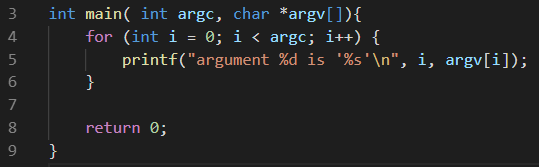 3 int main( int argc, char *argv[]){
4     for (int i = 0; i < argc; i++) {
5         printf("argument %d is '%s'\n", i, argv[i]);
6     }
7
8     return 0;
9 }